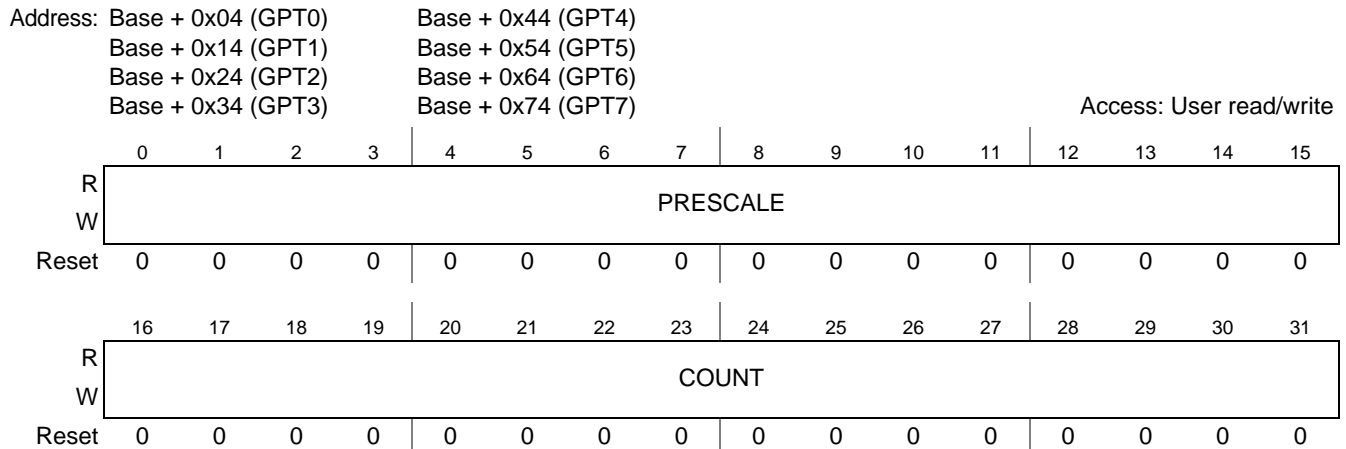 Address: Base + 0x04 (GPT0) Base + 0x44 (GPT4)
Base + 0x14 (GPT1) Base + 0x54 (GPT5)
Base + 0x24 (GPT2) Base + 0x64 (GPT6)
Base + 0x34 (GPT3) Base + 0x74 (GPT7) Access: User read/write
0 1 2 3 4 5 6 7 8 9 10 11 12 13 14 15
R
PRESCALE
W
Reset 0 0 0 0 0 0 0 0 0 0 0 0 0 0 0 0
16 17 18 19 20 21 22 23 24 25 26 27 28 29 30 31
R
COUNT
W
Reset 0 0 0 0 0 0 0 0 0 0 0 0 0 0 0 0